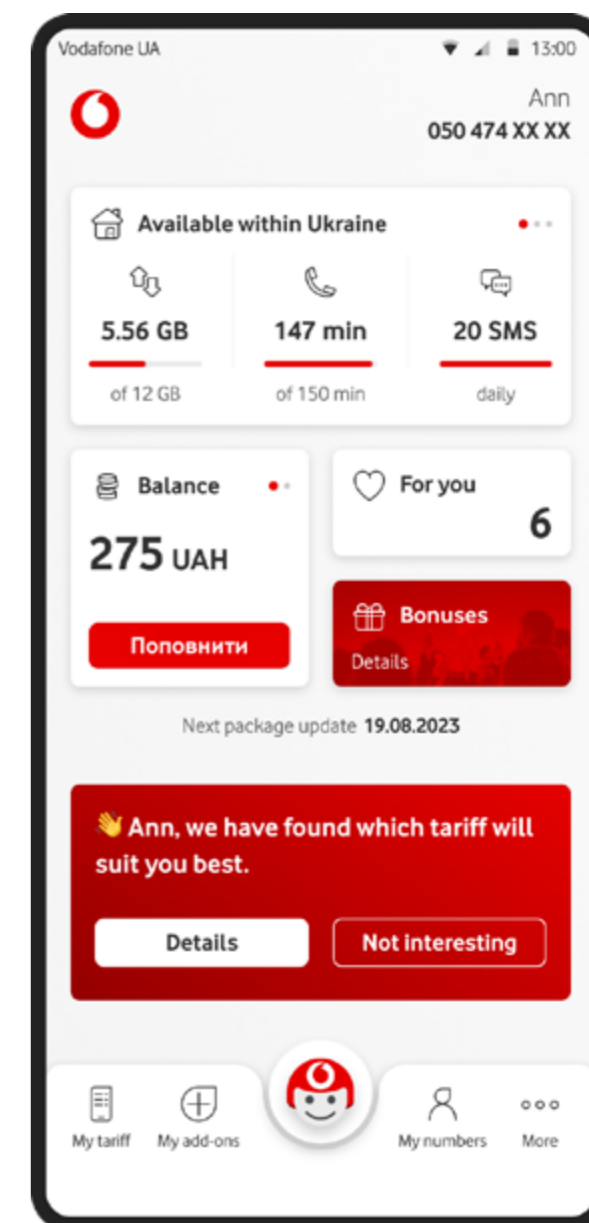 Vodafone UA 13:00
Ann
050 474 XX XX
Available within Ukraine
5.56 GB 147 min 20 SMS
of 12 GB of 150 min daily
Balance
For you
6
275 UAH
Поповнити
Bonuses
Details
Next package update 19.08.2023
👋 Ann, we have found which tariff will
suit you best.
Details Not interesting
My tariff My add-ons My numbers More